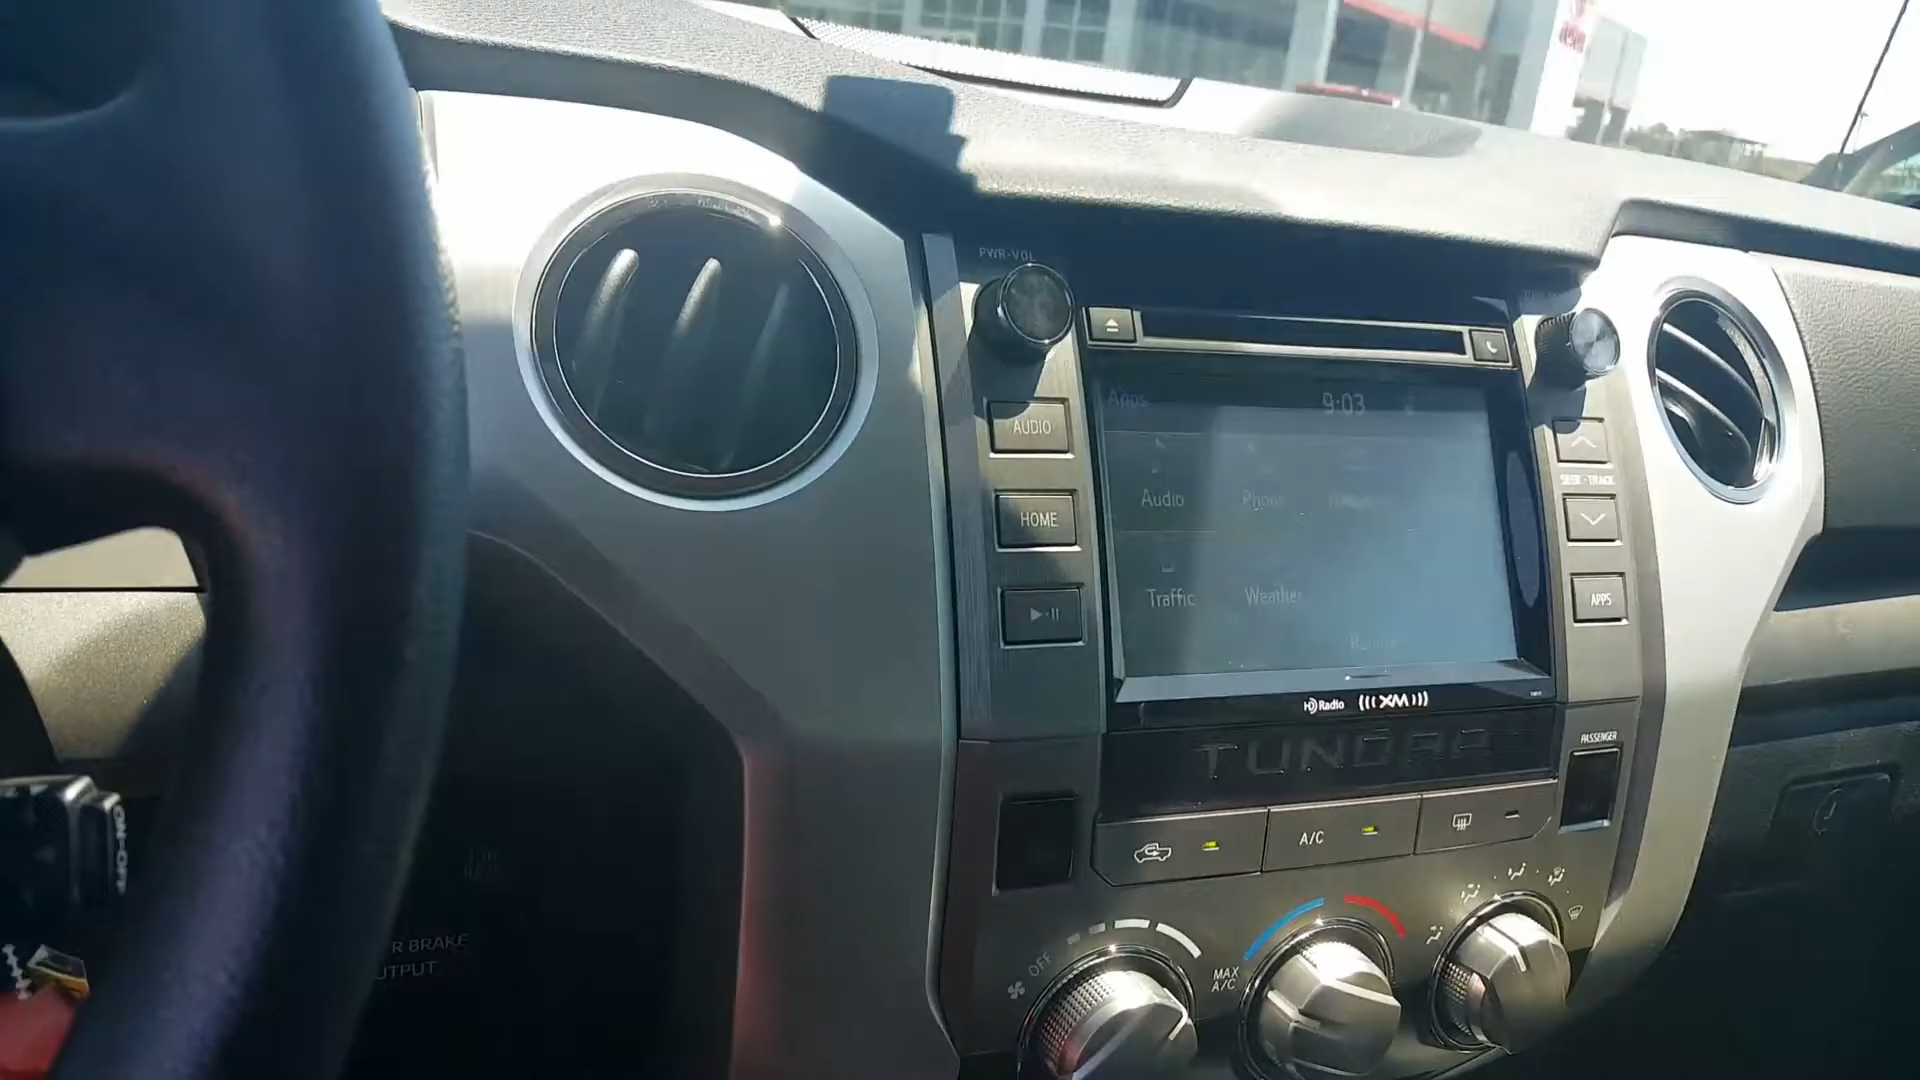 PWR·VOL
AUDIO
HOME
Apps
9:03
Audio
Phone
Traffic
Weather
SEEK · TRACK
APPS
HD Radio
XM
TUNDRA
PASSENGER
A/C
ON-OFF
R BRAKE
UTPUT
OFF
MAX
A/C